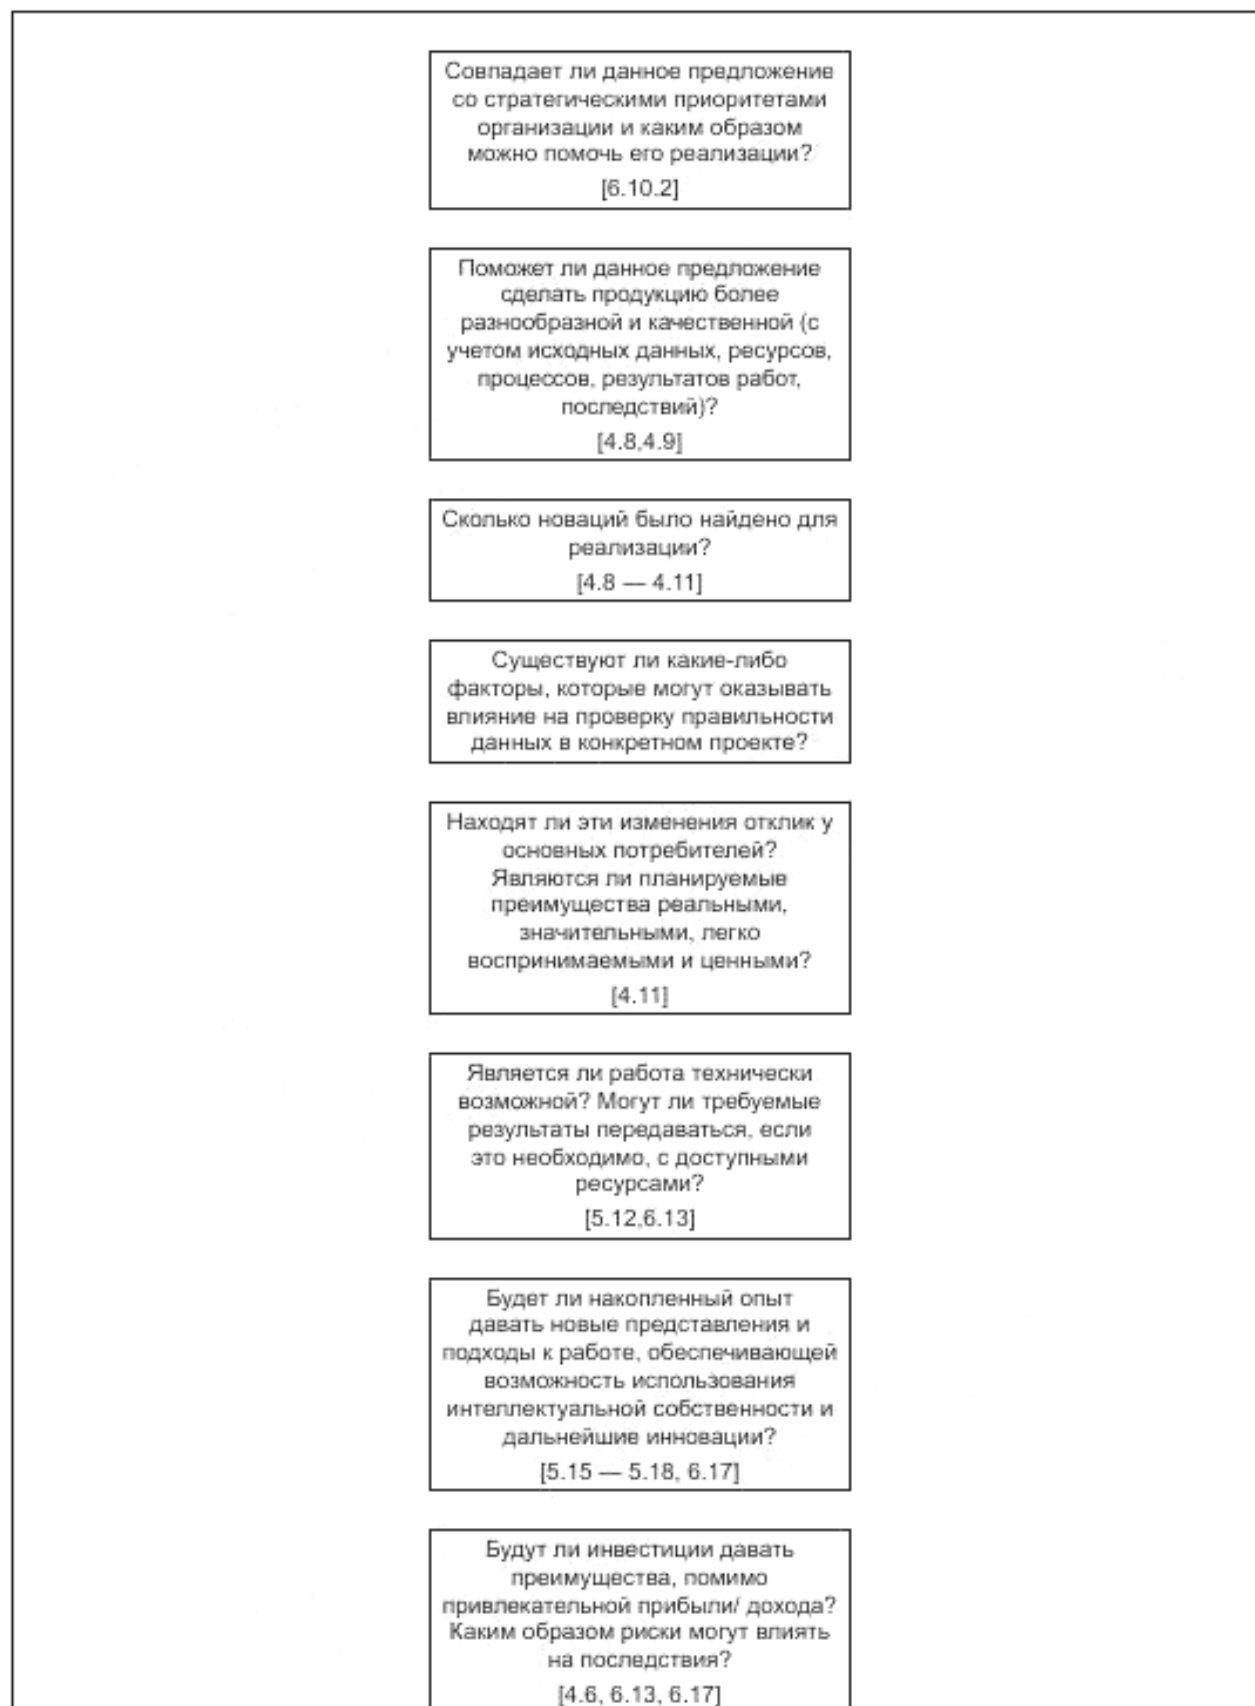 Совпадает ли данное предложение
со стратегическими приоритетами
организации и каким образом
можно помочь его реализации?
[6.10.2]
Поможет ли данное предложение
сделать продукцию более
разнообразной и качественной (с
учетом исходных данных, ресурсов,
процессов, результатов работ,
последствий)?
[4.8,4.9]
Сколько новаций было найдено для
реализации?
[4.8 — 4.11]
Существуют ли какие-либо
факторы, которые могут оказывать
влияние на проверку правильности
данных в конкретном проекте?
Находят ли эти изменения отклик у
основных потребителей?
Являются ли планируемые
преимущества реальными,
значительными, легко
воспринимаемыми и ценными?
[4.11]
Является ли работа технически
возможной? Могут ли требуемые
результаты передаваться, если
это необходимо, с доступными
ресурсами?
[5.12,6.13]
Будет ли накопленный опыт
давать новые представления и
подходы к работе, обеспечивающей
возможность использования
интеллектуальной собственности и
дальнейшие инновации?
[5.15 — 5.18, 6.17]
Будут ли инвестиции давать
преимущества, помимо
привлекательной прибыли/ дохода?
Каким образом риски могут влиять
на последствия?
[4.6, 6.13, 6.17]